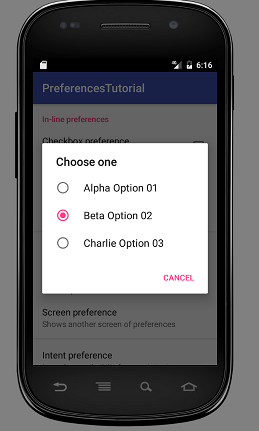 6:16
PreferencesTutorial
In-line preferences
Checkbox preference
Choose one
Alpha Option 01
Beta Option 02
Charlie Option 03
CANCEL
Screen preference
Shows another screen of preferences
Intent preference